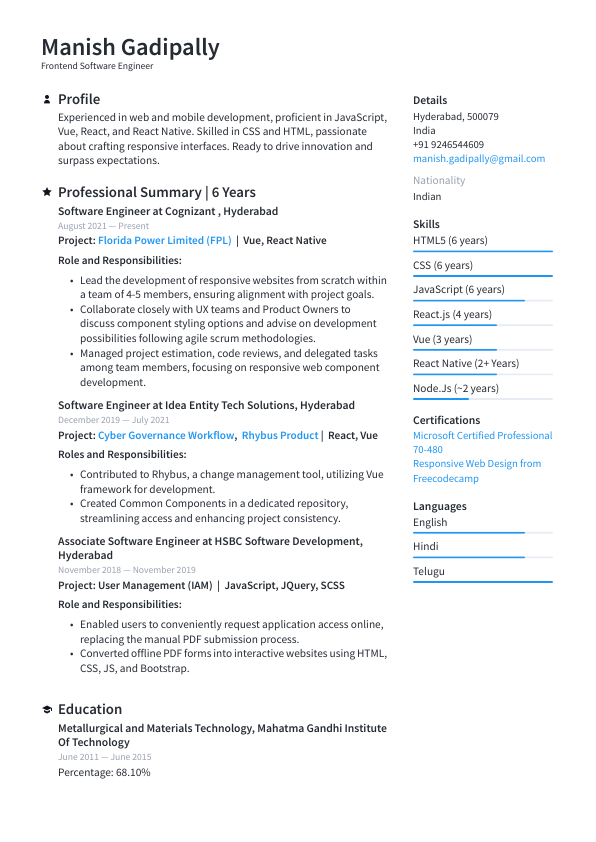 Manish Gadipally
Frontend Software Engineer
Profile
Experienced in web and mobile development, proficient in JavaScript,
Vue, React, and React Native. Skilled in CSS and HTML, passionate
about crafting responsive interfaces. Ready to drive innovation and
surpass expectations.
Professional Summary | 6 Years
Software Engineer at Cognizant , Hyderabad
August 2021 — Present
Project: Florida Power Limited (FPL) | Vue, React Native
Role and Responsibilities:
• Lead the development of responsive websites from scratch within
a team of 4-5 members, ensuring alignment with project goals.
• Collaborate closely with UX teams and Product Owners to
discuss component styling options and advise on development
possibilities following agile scrum methodologies.
• Managed project estimation, code reviews, and delegated tasks
among team members, focusing on responsive web component
development.
Software Engineer at Idea Entity Tech Solutions, Hyderabad
December 2019 — July 2021
Project: Cyber Governance Workflow, Rhybus Product | React, Vue
Roles and Responsibilities:
• Contributed to Rhybus, a change management tool, utilizing Vue
framework for development.
• Created Common Components in a dedicated repository,
streamlining access and enhancing project consistency.
Associate Software Engineer at HSBC Software Development,
Hyderabad
November 2018 — November 2019
Project: User Management (IAM) | JavaScript, JQuery, SCSS
Role and Responsibilities:
• Enabled users to conveniently request application access online,
replacing the manual PDF submission process.
• Converted offline PDF forms into interactive websites using HTML,
CSS, JS, and Bootstrap.
Education
Metallurgical and Materials Technology, Mahatma Gandhi Institute
Of Technology
June 2011 — June 2015
Percentage: 68.10%
Details
Hyderabad, 500079
India
+91 9246544609
manish.gadipally@gmail.com
Nationality
Indian
Skills
HTML5 (6 years)
CSS (6 years)
JavaScript (6 years)
React.js (4 years)
Vue (3 years)
React Native (2+ Years)
Node.Js (~2 years)
Certifications
Microsoft Certified Professional
70-480
Responsive Web Design from
Freecodecamp
Languages
English
Hindi
Telugu